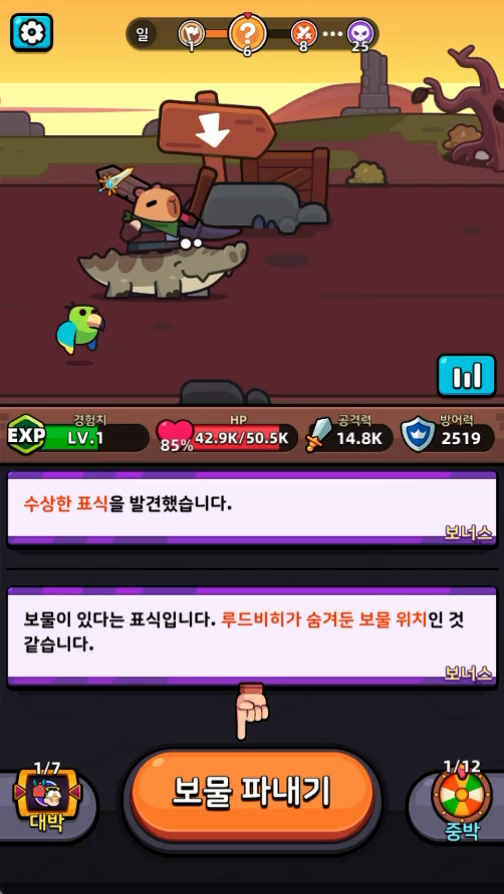 일
1
?
6
8
25
경험치
EXP
LV.1
85%
HP
42.9K/50.5K
공격력
14.8K
방어력
2519
수상한 표식을 발견했습니다.
보너스
보물이 있다는 표식입니다. 루드비히가 숨겨둔 보물 위치인 것
같습니다.
보너스
1/7
대박
보물 파내기
1/12
중박